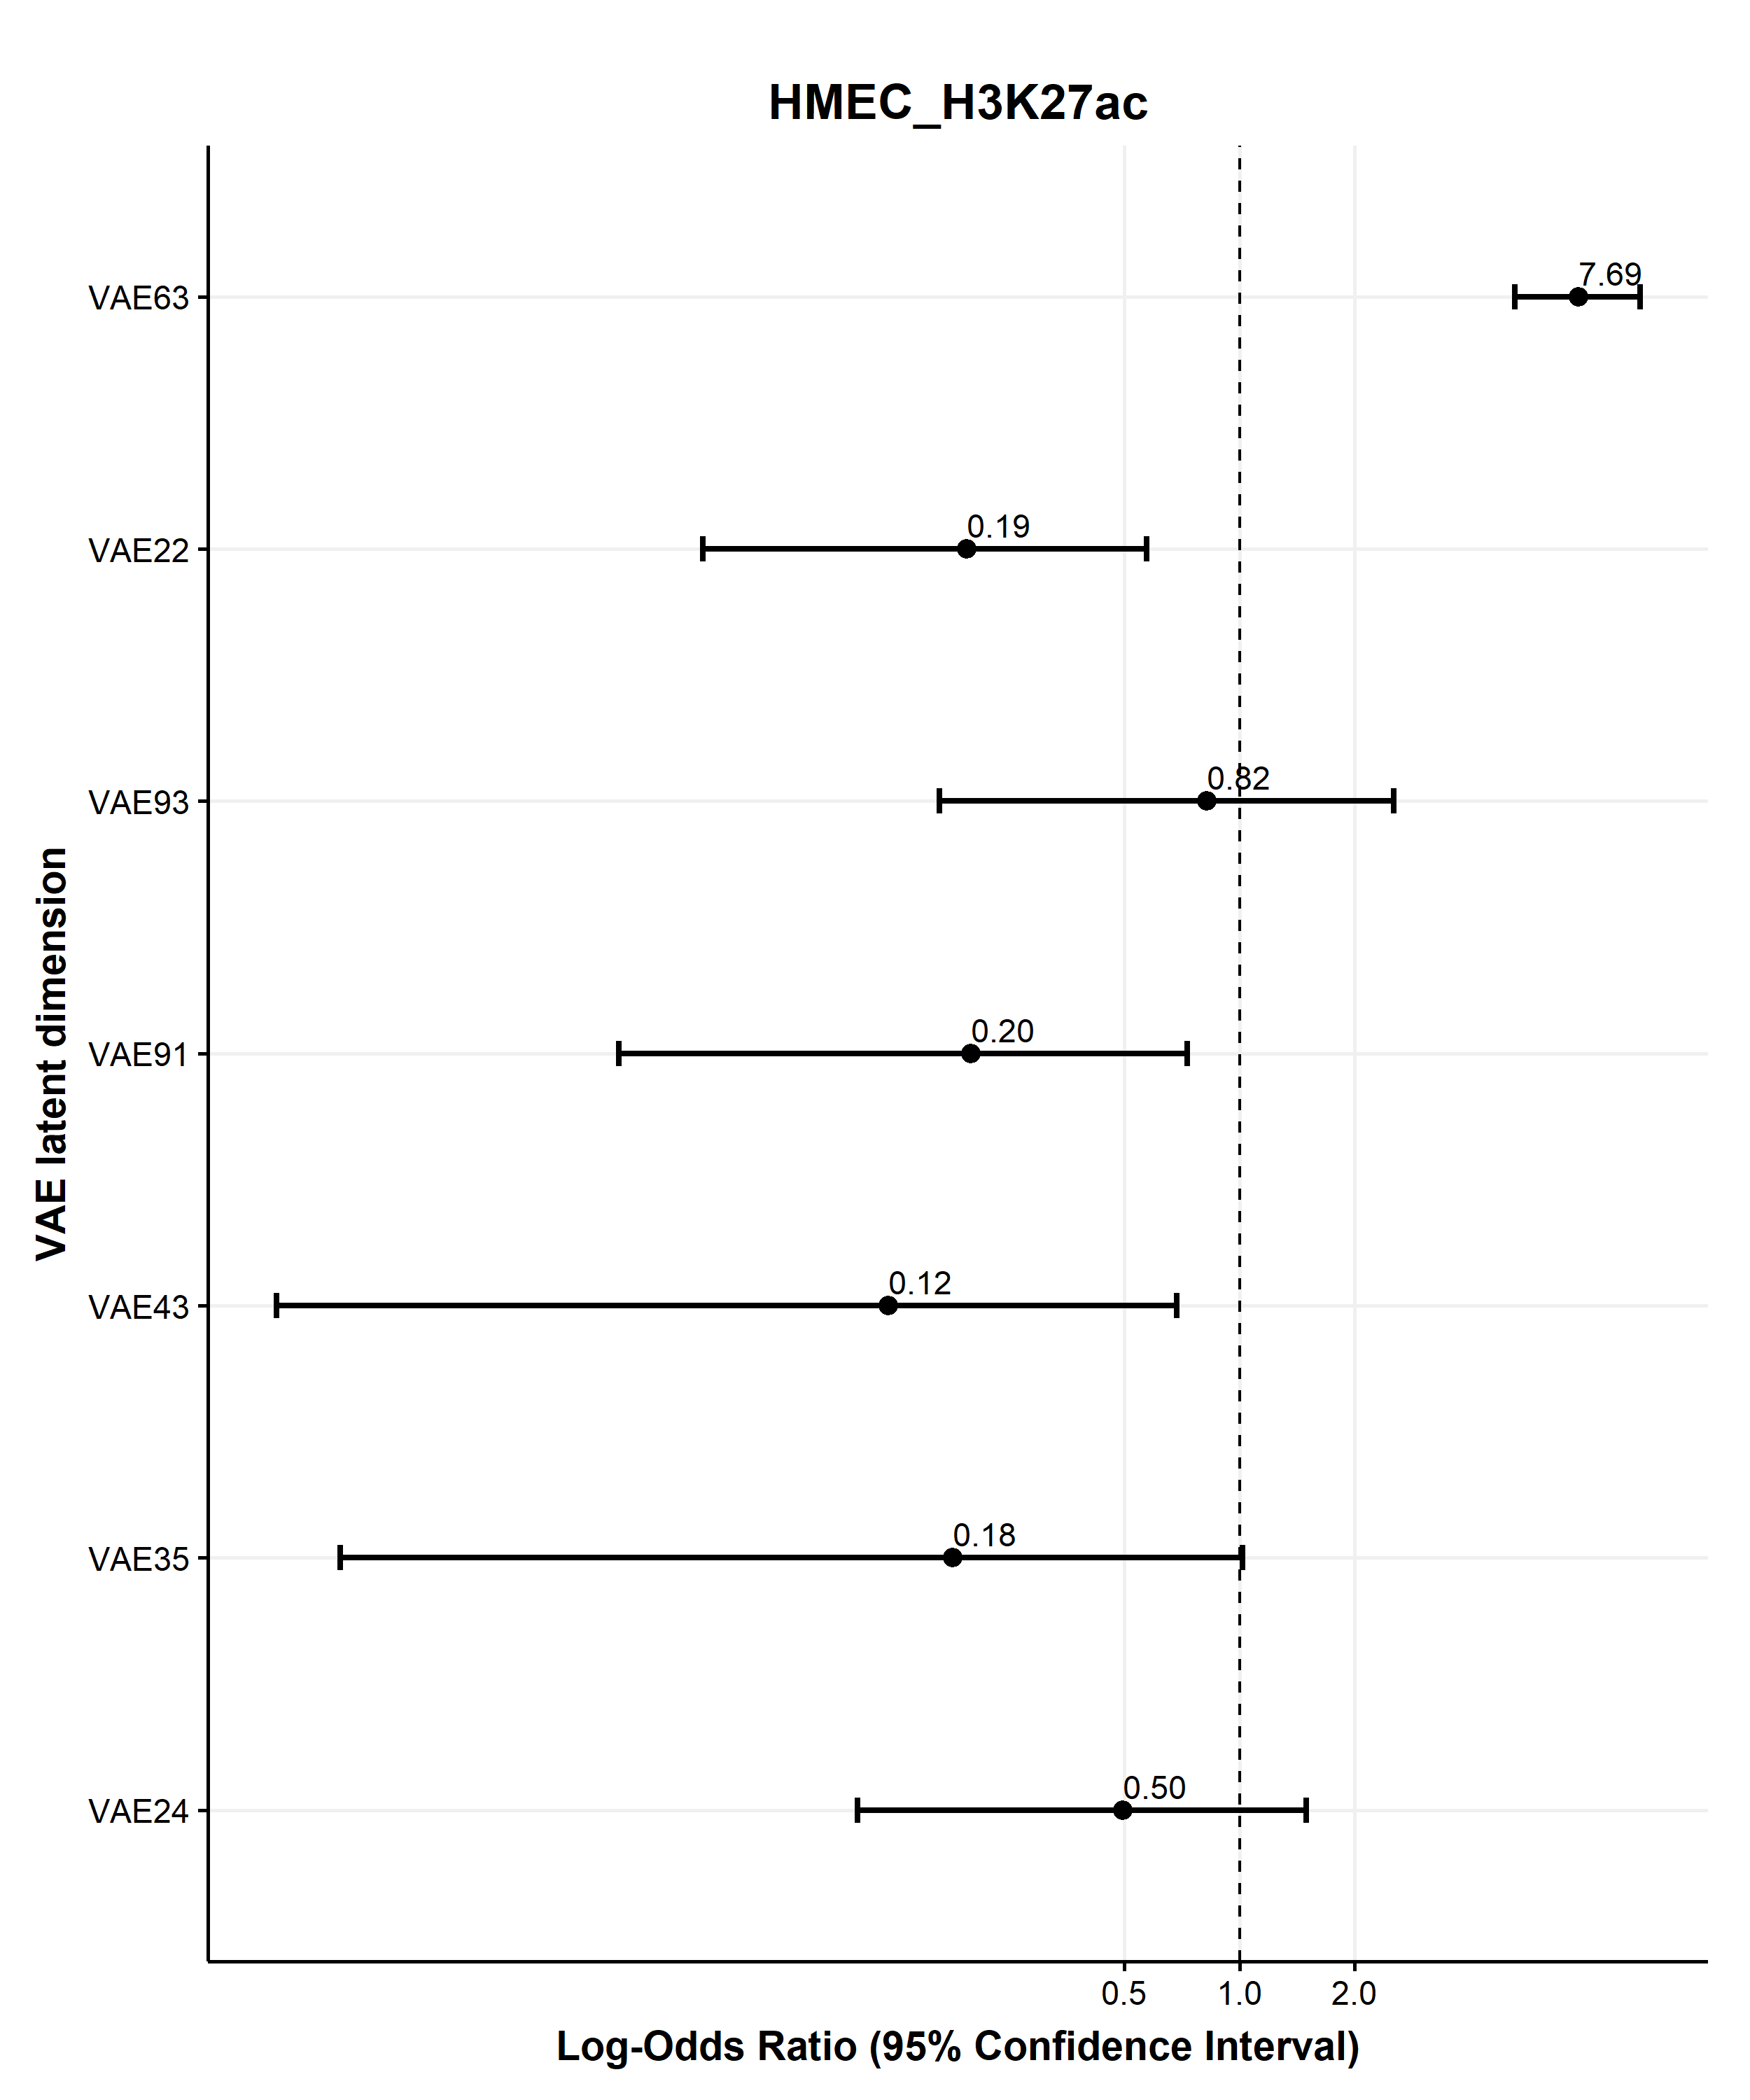 HMEC_H3K27ac
VAE latent dimension
VAE63
7.69
VAE22
0.19
VAE93
0.82
VAE91
0.20
VAE43
0.12
VAE35
0.18
VAE24
0.50
0.5 1.0 2.0
Log-Odds Ratio (95% Confidence Interval)